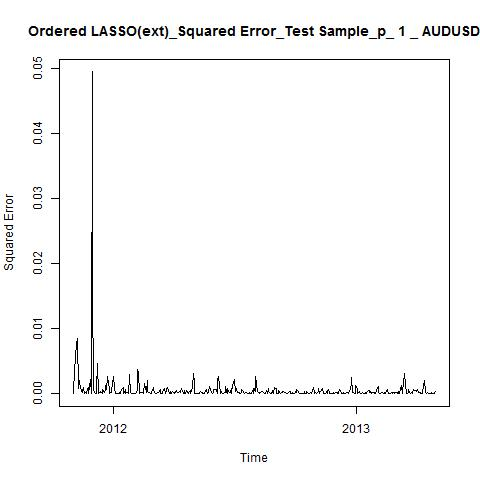 Ordered LASSO(ext)_Squared Error_Test Sample_p_ 1 _ AUDUSD
0.05
0.04
0.03
0.02
0.01
0.00
Squared Error
2012
2013
Time